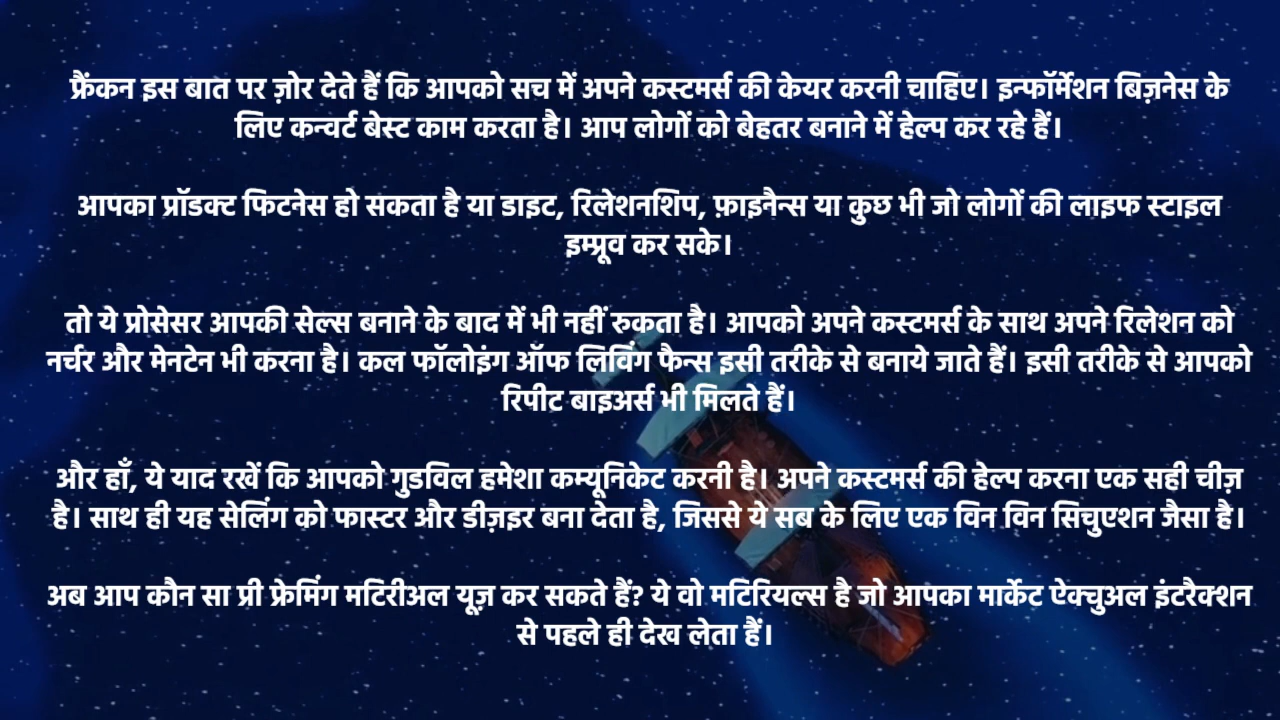 फ्रैंकन इस बात पर ज़ोर देते हैं कि आपको सच में अपने कस्टमर्स की केयर करनी चाहिए। इन्फॉर्मेशन बिज़नेस के
लिए कन्वर्ट बेस्ट काम करता है। आप लोगों को बेहतर बनाने में हेल्प कर रहे हैं।
आपका प्रॉडक्ट फिटनेस हो सकता है या डाइट, रिलेशनशिप, फ़ाइनैन्स या कुछ भी जो लोगों की लाइफ स्टाइल
इम्प्रूव कर सके।
तो ये प्रोसेसर आपकी सेल्स बनाने के बाद में भी नहीं रुकता है। आपको अपने कस्टमर्स के साथ अपने रिलेशन को
नर्चर और मेनटेन भी करना है। कल फॉलोइंग ऑफ लिविंग फैन्स इसी तरीके से बनाये जाते हैं। इसी तरीके से आपको
रिपीट बाइअर्स भी मिलते हैं।
और हाँ, ये याद रखें कि आपको गुडविल हमेशा कम्यूनिकेट करनी है। अपने कस्टमर्स की हेल्प करना एक सही चीज़
है। साथ ही यह सेलिंग को फास्टर और डीज़इर बना देता है, जिससे ये सब के लिए एक विन विन सिचुएशन जैसा है।
अब आप कौन सा प्री फ्रेमिंग मटिरीअल यूज़ कर सकते हैं? ये वो मटिरियल्स है जो आपका मार्केट ऐक्चुअल इंटरैक्शन
से पहले ही देख लेता हैं।